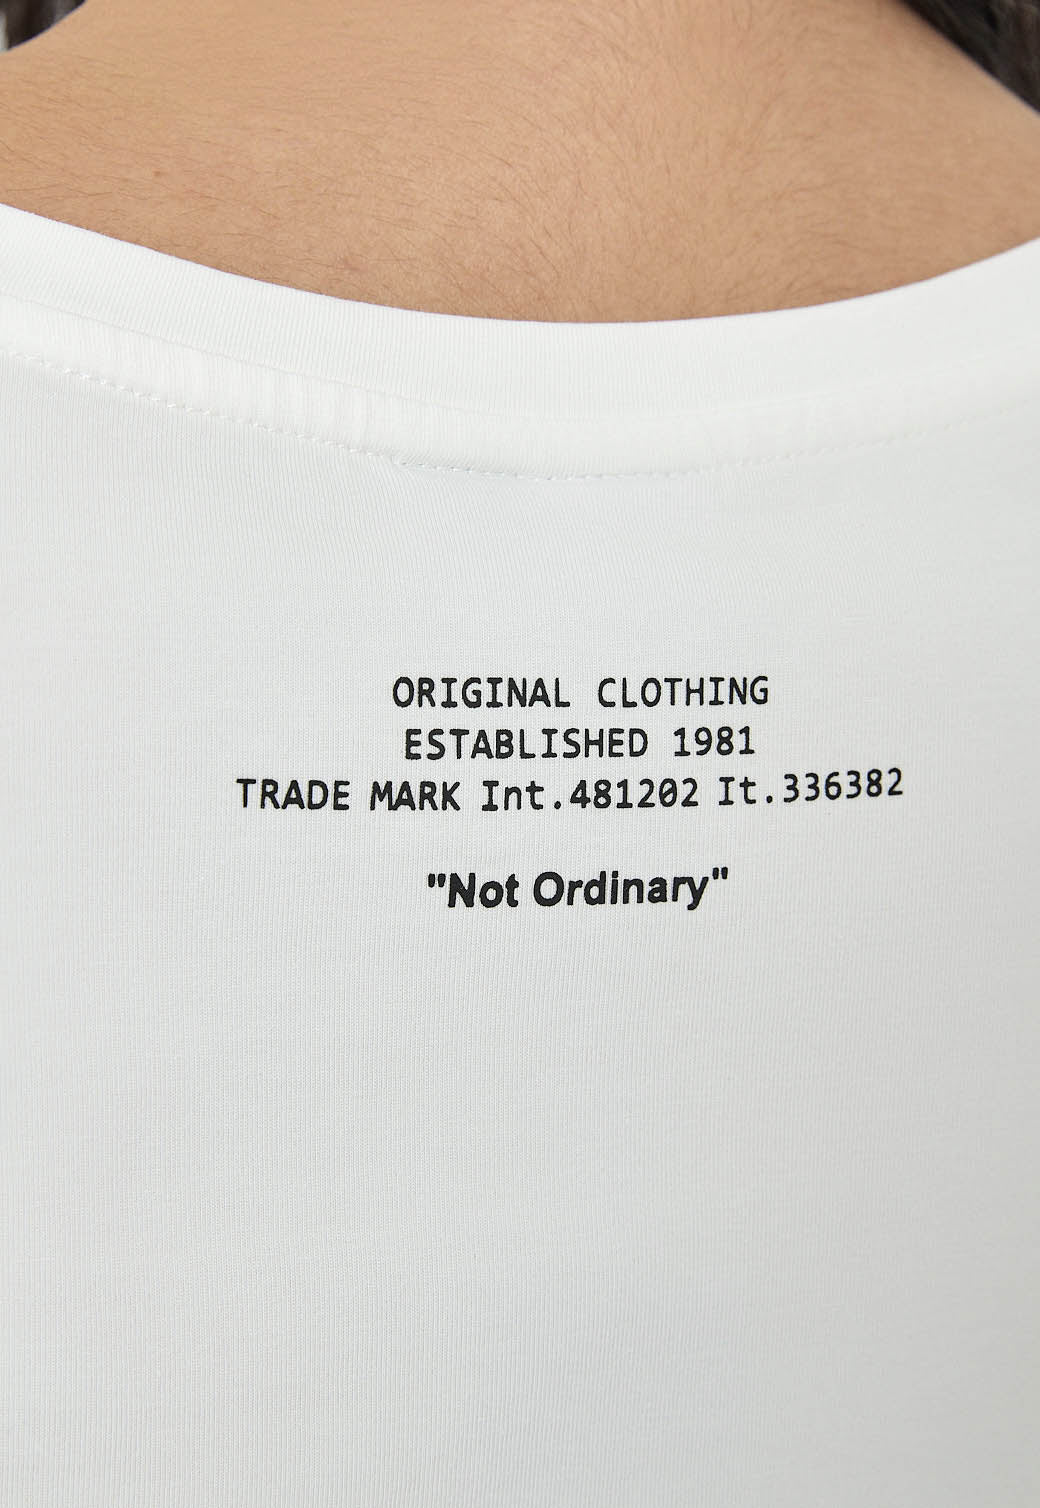 ORIGINAL CLOTHING
ESTABLISHED 1981
TRADE MARK Int.481202 It.336382
"Not Ordinary"